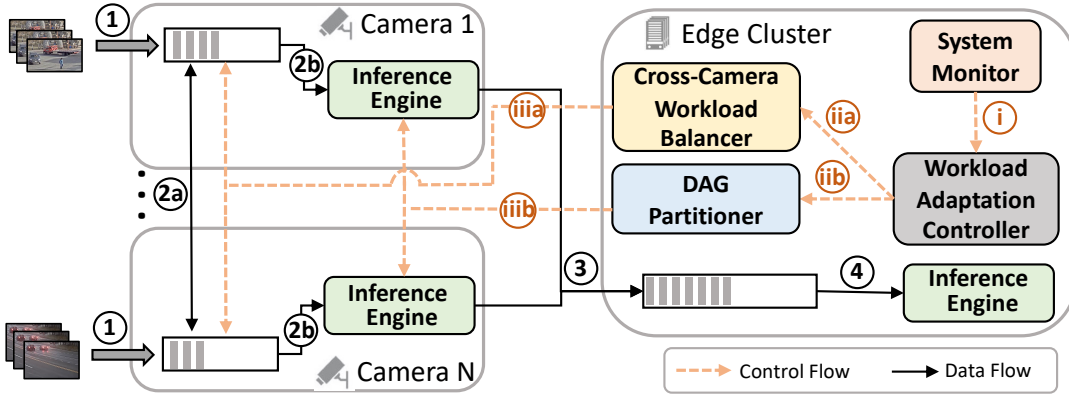 1
Camera 1
2b
Inference
Engine
iiia
2a
iiib
Camera N
1
2b
Inference
Engine
3
Edge Cluster
System
Monitor
i
Cross-Camera
Workload
Balancer
iia
iib
DAG
Partitioner
Workload
Adaptation
Controller
4
Inference
Engine
Control Flow
Data Flow